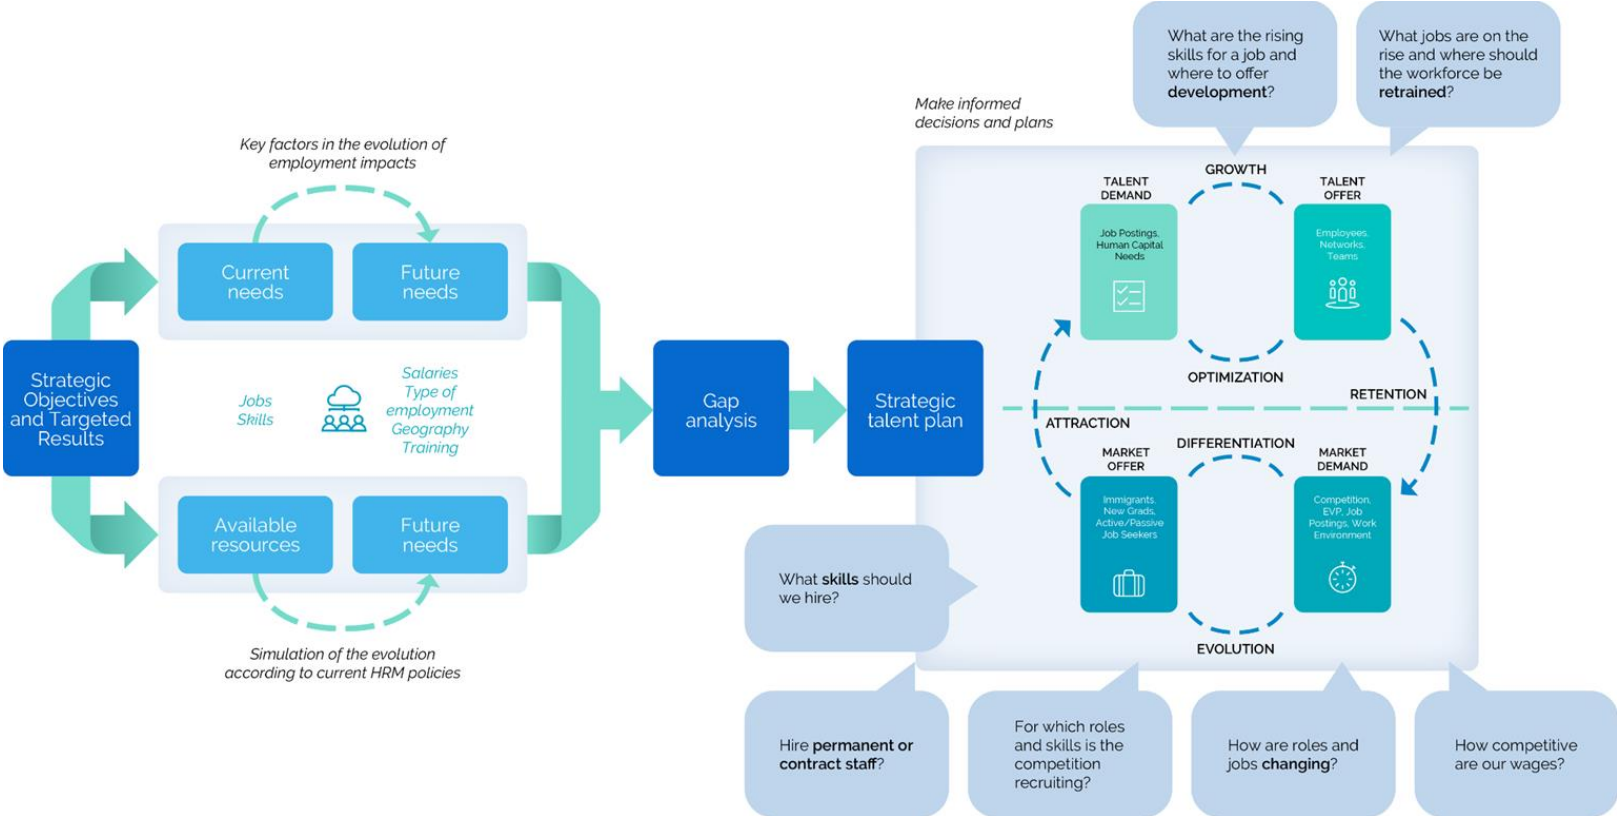 Key factors in the evolution of
employment impacts
Current
needs
Future
needs
Strategic
Objectives
and Targeted
Results
Jobs
Skills
Salaries
Type of
employment
Geography
Training
Available
resources
Future
needs
Simulation of the evolution
according to current HRM policies
Gap
analysis
Strategic
talent plan
Make informed
decisions and plans
What are the rising
skills for a job and
where to offer
development?
What jobs are on the
rise and where should
the workforce be
retrained?
GROWTH
TALENT
DEMAND
Job Postings,
Human Capital
Needs
TALENT
OFFER
Employees,
Networks,
Teams
OPTIMIZATION
RETENTION
ATTRACTION
DIFFERENTIATION
MARKET
OFFER
Immigrants,
New Grads,
Active/Passive
Job Seekers
MARKET
DEMAND
Competition,
EVP, Job
Postings, Work
Environment
EVOLUTION
What skills should
we hire?
Hire permanent or
contract staff?
For which roles
and skills is the
competition
recruiting?
How are roles and
jobs changing?
How competitive
are our wages?